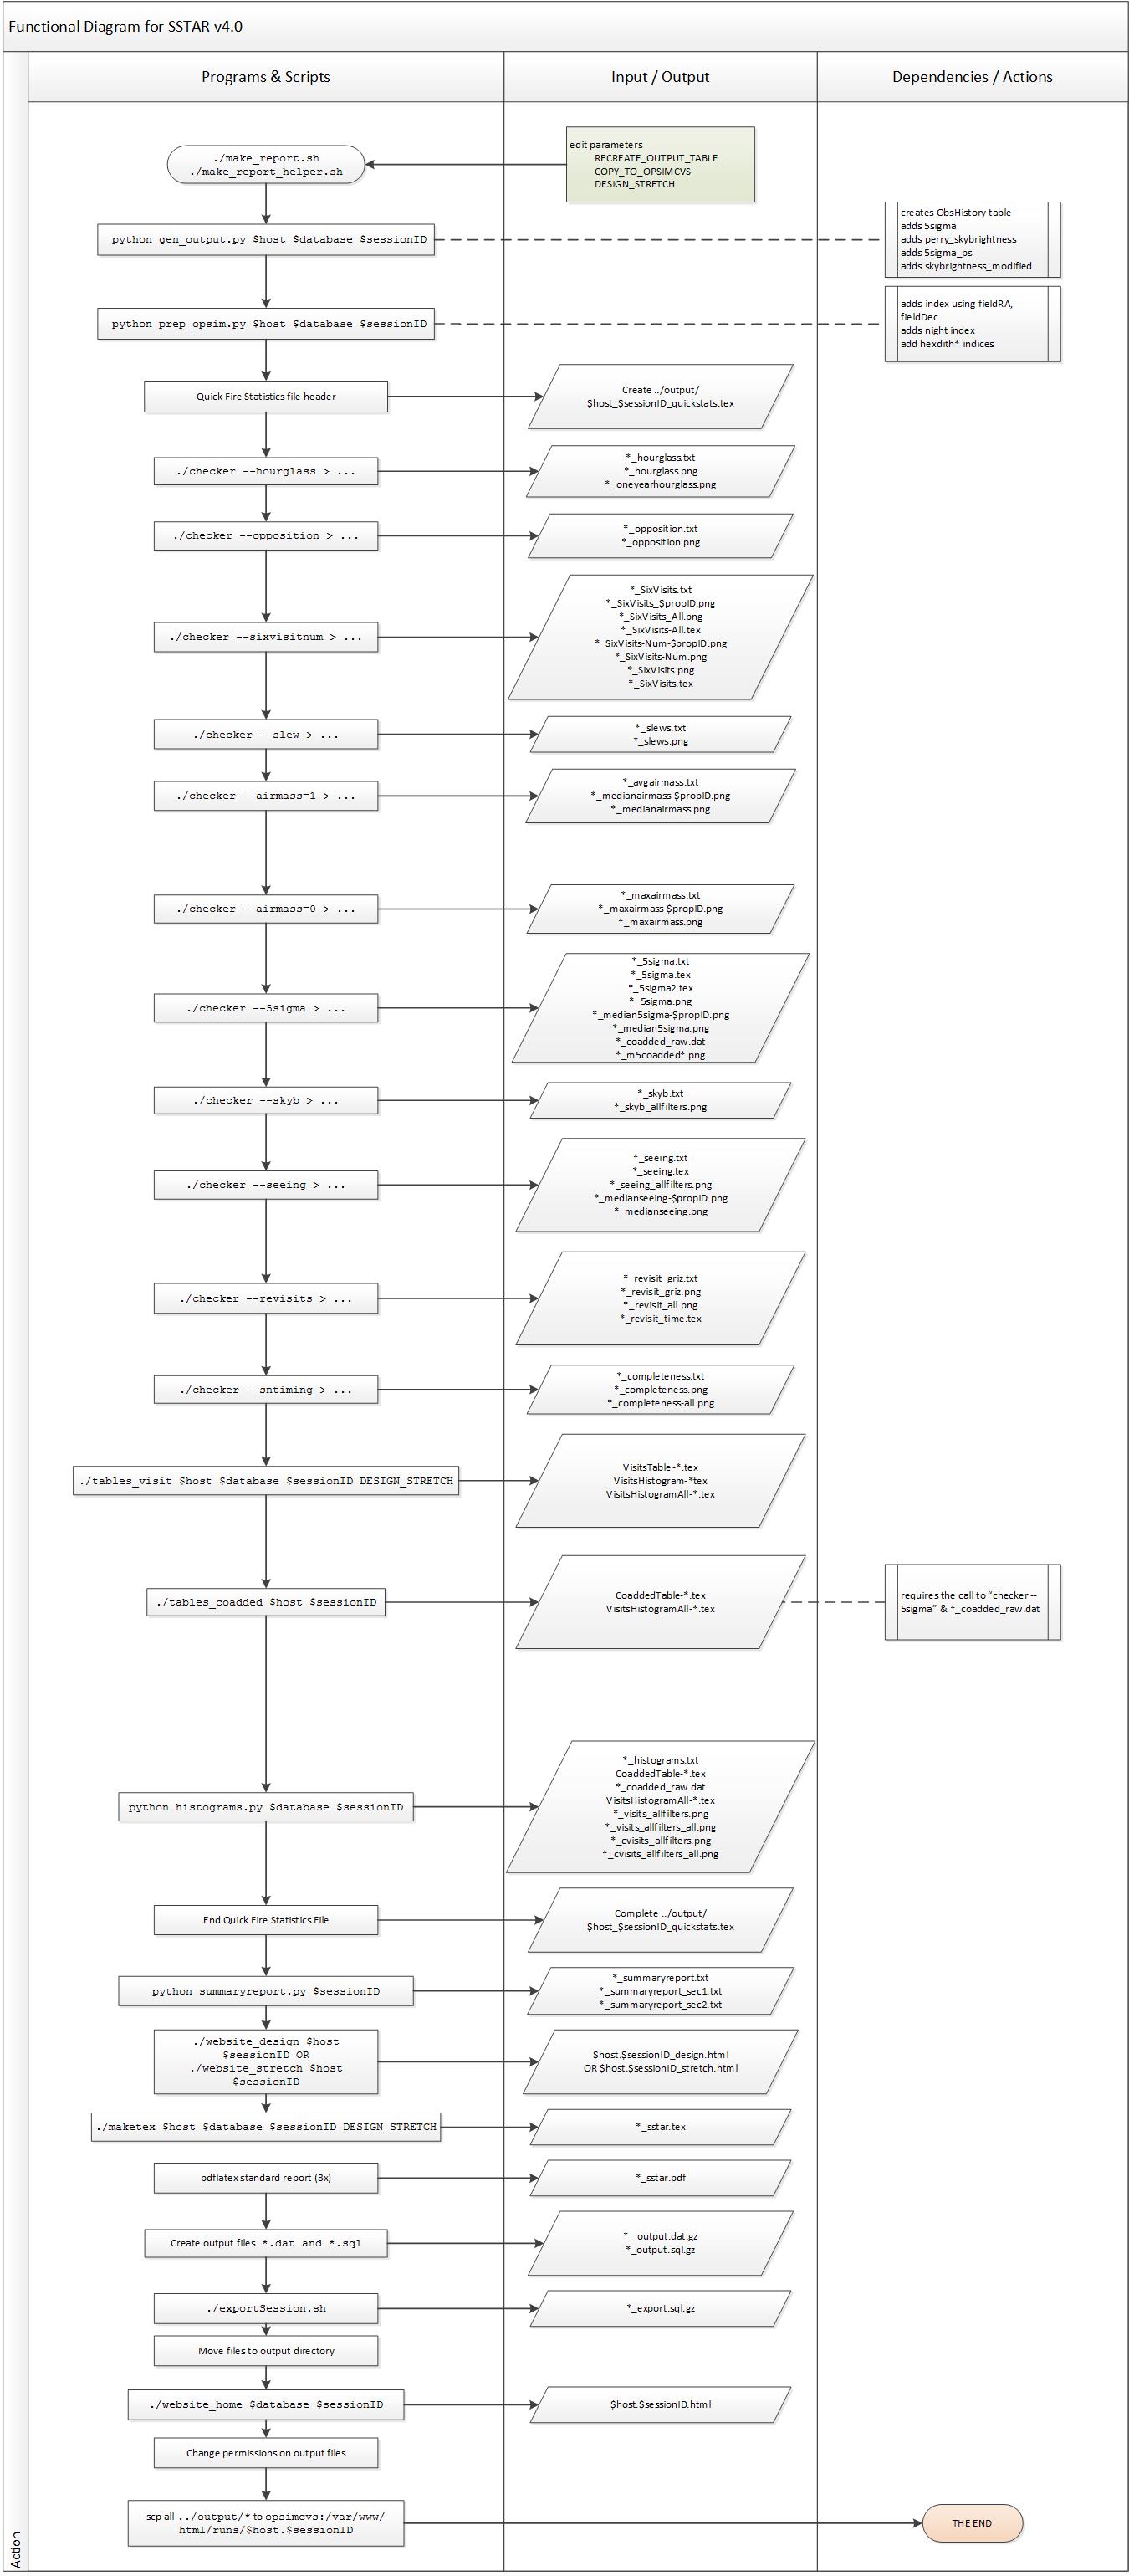 Functional Diagram for SSTAR v4.0
Programs & Scripts
Input / Output
Dependencies / Actions
./make_report.sh
./make_report_helper.sh
edit parameters
RECREATE_OUTPUT_TABLE
COPY_TO_OPSIMCVS
DESIGN_STRETCH
python gen_output.py $host $database $sessionID
creates ObsHistory table
adds 5sigma
adds perry_skybrightness
adds 5sigma_ps
adds skybrightness_modified
python prep_opsim.py $host $database $sessionID
adds index using fieldRA,
fieldDec
adds night index
add hexdith* indices
Quick Fire Statistics file header
Create ../output/
$host_$sessionID_quickstats.tex
./checker --hourglass > ...
*_hourglass.txt
*_hourglass.png
*_oneyearhourglass.png
./checker --opposition > ...
*_opposition.txt
*_opposition.png
./checker --sixvisitnum > ...
*_SixVisits.txt
*_SixVisits_$propID.png
*_SixVisits_All.png
*_SixVisits-All.tex
*_SixVisits-Num-$propID.png
*_SixVisits-Num.png
*_SixVisits.png
*_SixVisits.tex
./checker --slew > ...
*_slews.txt
*_slews.png
./checker --airmass=1 > ...
*_avgairmass.txt
*_medianairmass-$propID.png
*_medianairmass.png
./checker --airmass=0 > ...
*_maxairmass.txt
*_maxairmass-$propID.png
*_maxairmass.png
./checker --5sigma > ...
*_5sigma.txt
*_5sigma.tex
*_5sigma2.tex
*_5sigma.png
*_median5sigma-$propID.png
*_median5sigma.png
*_coadded_raw.dat
*_m5coadded*.png
./checker --skyb > ...
*_skyb.txt
*_skyb_allfilters.png
./checker --seeing > ...
*_seeing.txt
*_seeing.tex
*_seeing_allfilters.png
*_medianseeing-$propID.png
*_medianseeing.png
./checker --revisits > ...
*_revisit_griz.txt
*_revisit_griz.png
*_revisit_all.png
*_revisit_time.tex
./checker --sntiming > ...
*_completeness.txt
*_completeness.png
*_completeness-all.png
./tables_visit $host $database $sessionID DESIGN_STRETCH
VisitsTable-*.tex
VisitsHistogram-*tex
VisitsHistogramAll-*.tex
./tables_coadded $host $sessionID
CoaddedTable-*.tex
VisitsHistogramAll-*.tex
requires the call to “checker --
5sigma” & *_coadded_raw.dat
python histograms.py $database $sessionID
*_histograms.txt
CoaddedTable-*.tex
*_coadded_raw.dat
VisitsHistogramAll-*.tex
*_visits_allfilters.png
*_visits_allfilters_all.png
*_cvisits_allfilters.png
*_cvisits_allfilters_all.png
End Quick Fire Statistics File
Complete ../output/
$host_$sessionID_quickstats.tex
python summaryreport.py $sessionID
*_summaryreport.txt
*_summaryreport_sec1.txt
*_summaryreport_sec2.txt
./website_design $host
$sessionID OR
./website_stretch $host
$sessionID
$host.$sessionID_design.html
OR $host.$sessionID_stretch.html
./maketex $host $database $sessionID DESIGN_STRETCH
*_sstar.tex
pdflatex standard report (3x)
*_sstar.pdf
Create output files *.dat and *.sql
*_ output.dat.gz
*_output.sql.gz
./exportSession.sh
*_export.sql.gz
Move files to output directory
./website_home $database $sessionID
$host.$sessionID.html
Change permissions on output files
scp all ../output/* to opsimcvs:/var/www/
html/runs/$host.$sessionID
THE END
Action